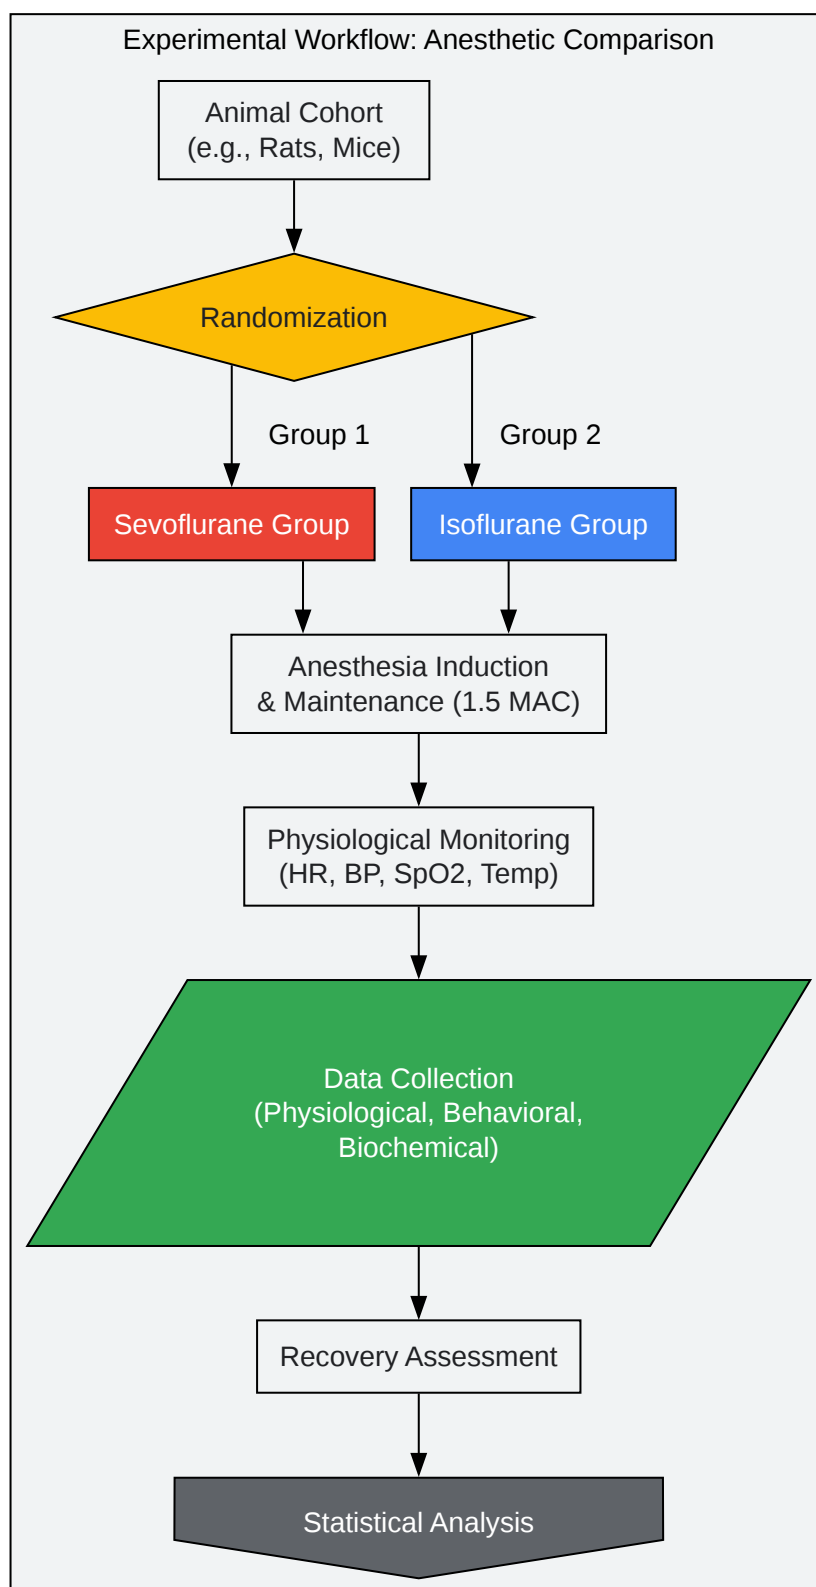 Experimental Workflow: Anesthetic Comparison
Animal Cohort
(e.g., Rats, Mice)
Randomization
Group 1
Group 2
Sevoflurane Group
Isoflurane Group
Anesthesia Induction
& Maintenance (1.5 MAC)
Physiological Monitoring
(HR, BP, SpO2, Temp)
Data Collection
(Physiological, Behavioral,
Biochemical)
Recovery Assessment
Statistical Analysis